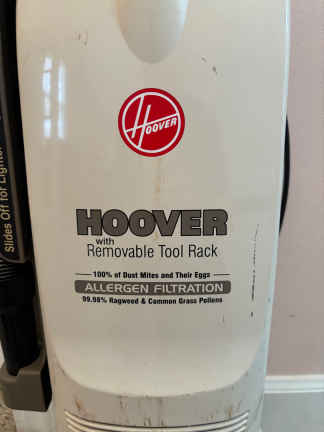 HOOVER
HOOVER
with
Removable Tool Rack
100% of Dust Mites and Their Eggs
ALLERGEN FILTRATION
99.98% Ragweed & Common Grass Pollens
Slides Off for Lighter